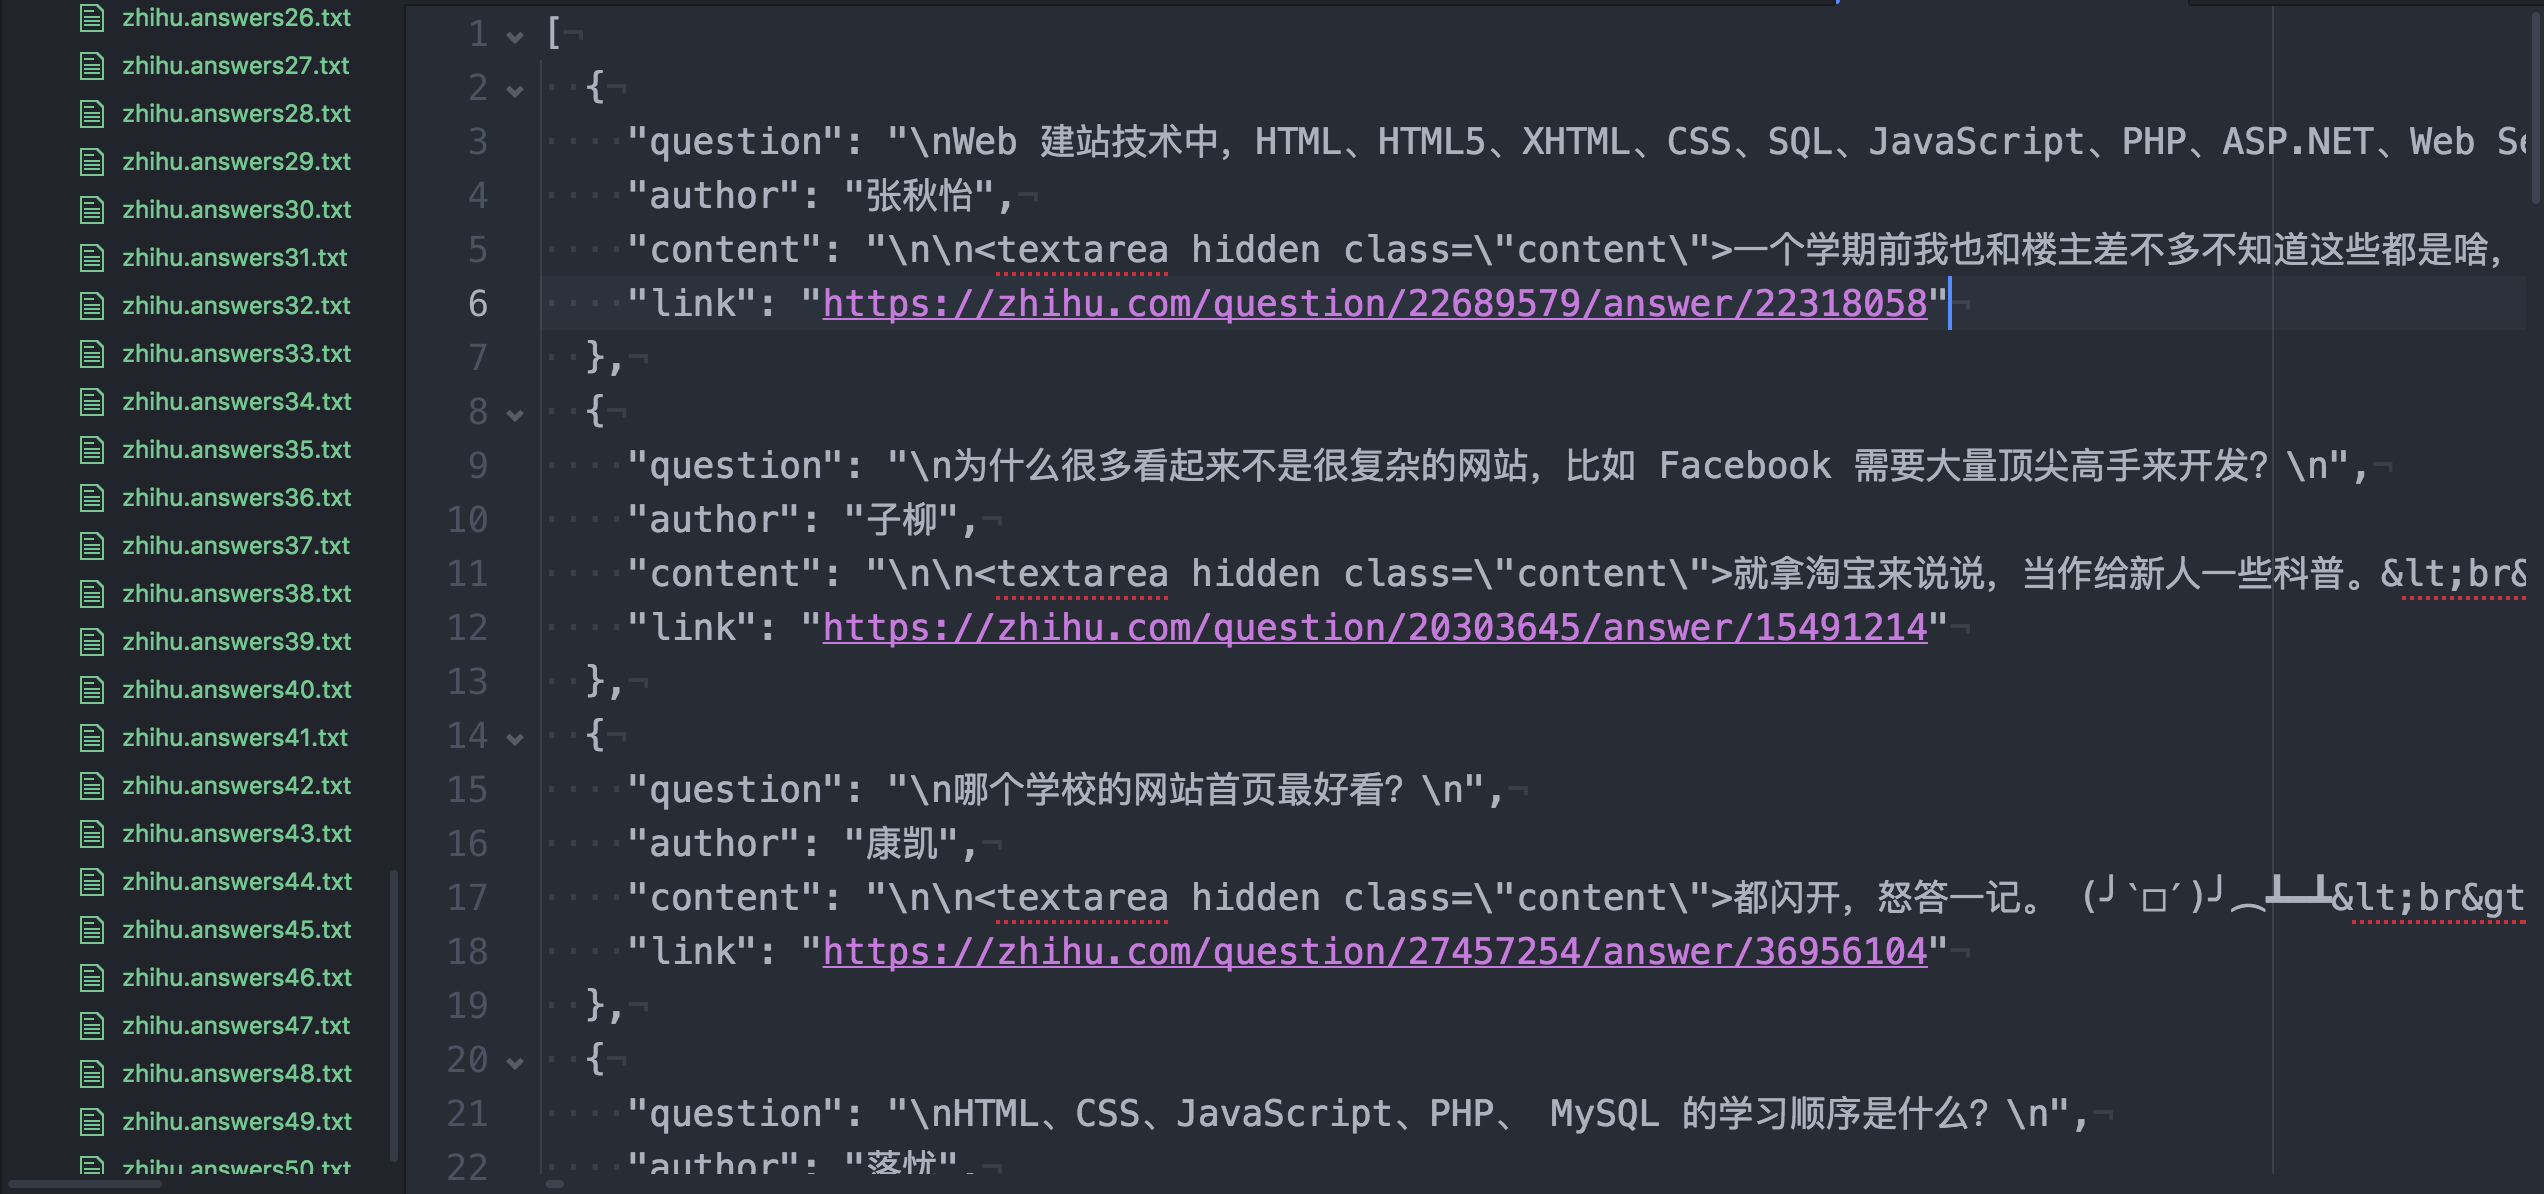 zhihu.answers26.txt
zhihu.answers27.txt
zhihu.answers28.txt
zhihu.answers29.txt
zhihu.answers30.txt
zhihu.answers31.txt
zhihu.answers32.txt
zhihu.answers33.txt
zhihu.answers34.txt
zhihu.answers35.txt
zhihu.answers36.txt
zhihu.answers37.txt
zhihu.answers38.txt
zhihu.answers39.txt
zhihu.answers40.txt
zhihu.answers41.txt
zhihu.answers42.txt
zhihu.answers43.txt
zhihu.answers44.txt
zhihu.answers45.txt
zhihu.answers46.txt
zhihu.answers47.txt
zhihu.answers48.txt
zhihu.answers49.txt
zhihu.answers50.txt
1 [
2 {
3 "question": "\nWeb 建站技术中，HTML、HTML5、XHTML、CSS、SQL、JavaScript、PHP、ASP.NET、Web Se
4 "author": "张秋怡",
5 "content": "\n\n<textarea hidden class=\"content\">一个学期前我也和楼主差不多不知道这些都是啥，
6 "link": "https://zhihu.com/question/22689579/answer/22318058"
7 },
8 {
9 "question": "\n为什么很多看起来不是很复杂的网站，比如 Facebook 需要大量顶尖高手来开发？\n",
10 "author": "子柳",
11 "content": "\n\n<textarea hidden class=\"content\">就拿淘宝来说说，当作给新人一些科普。&lt;br&
12 "link": "https://zhihu.com/question/20303645/answer/15491214"
13 },
14 {
15 "question": "\n哪个学校的网站首页最好看？\n",
16 "author": "康凯",
17 "content": "\n\n<textarea hidden class=\"content\">都闪开，怒答一记。 (╯‵□′)╯︵┻━┻&lt;br&gt
18 "link": "https://zhihu.com/question/27457254/answer/36956104"
19 },
20 {
21 "question": "\nHTML、CSS、JavaScript、PHP、 MySQL 的学习顺序是什么？\n",
22 "author": "落忧",